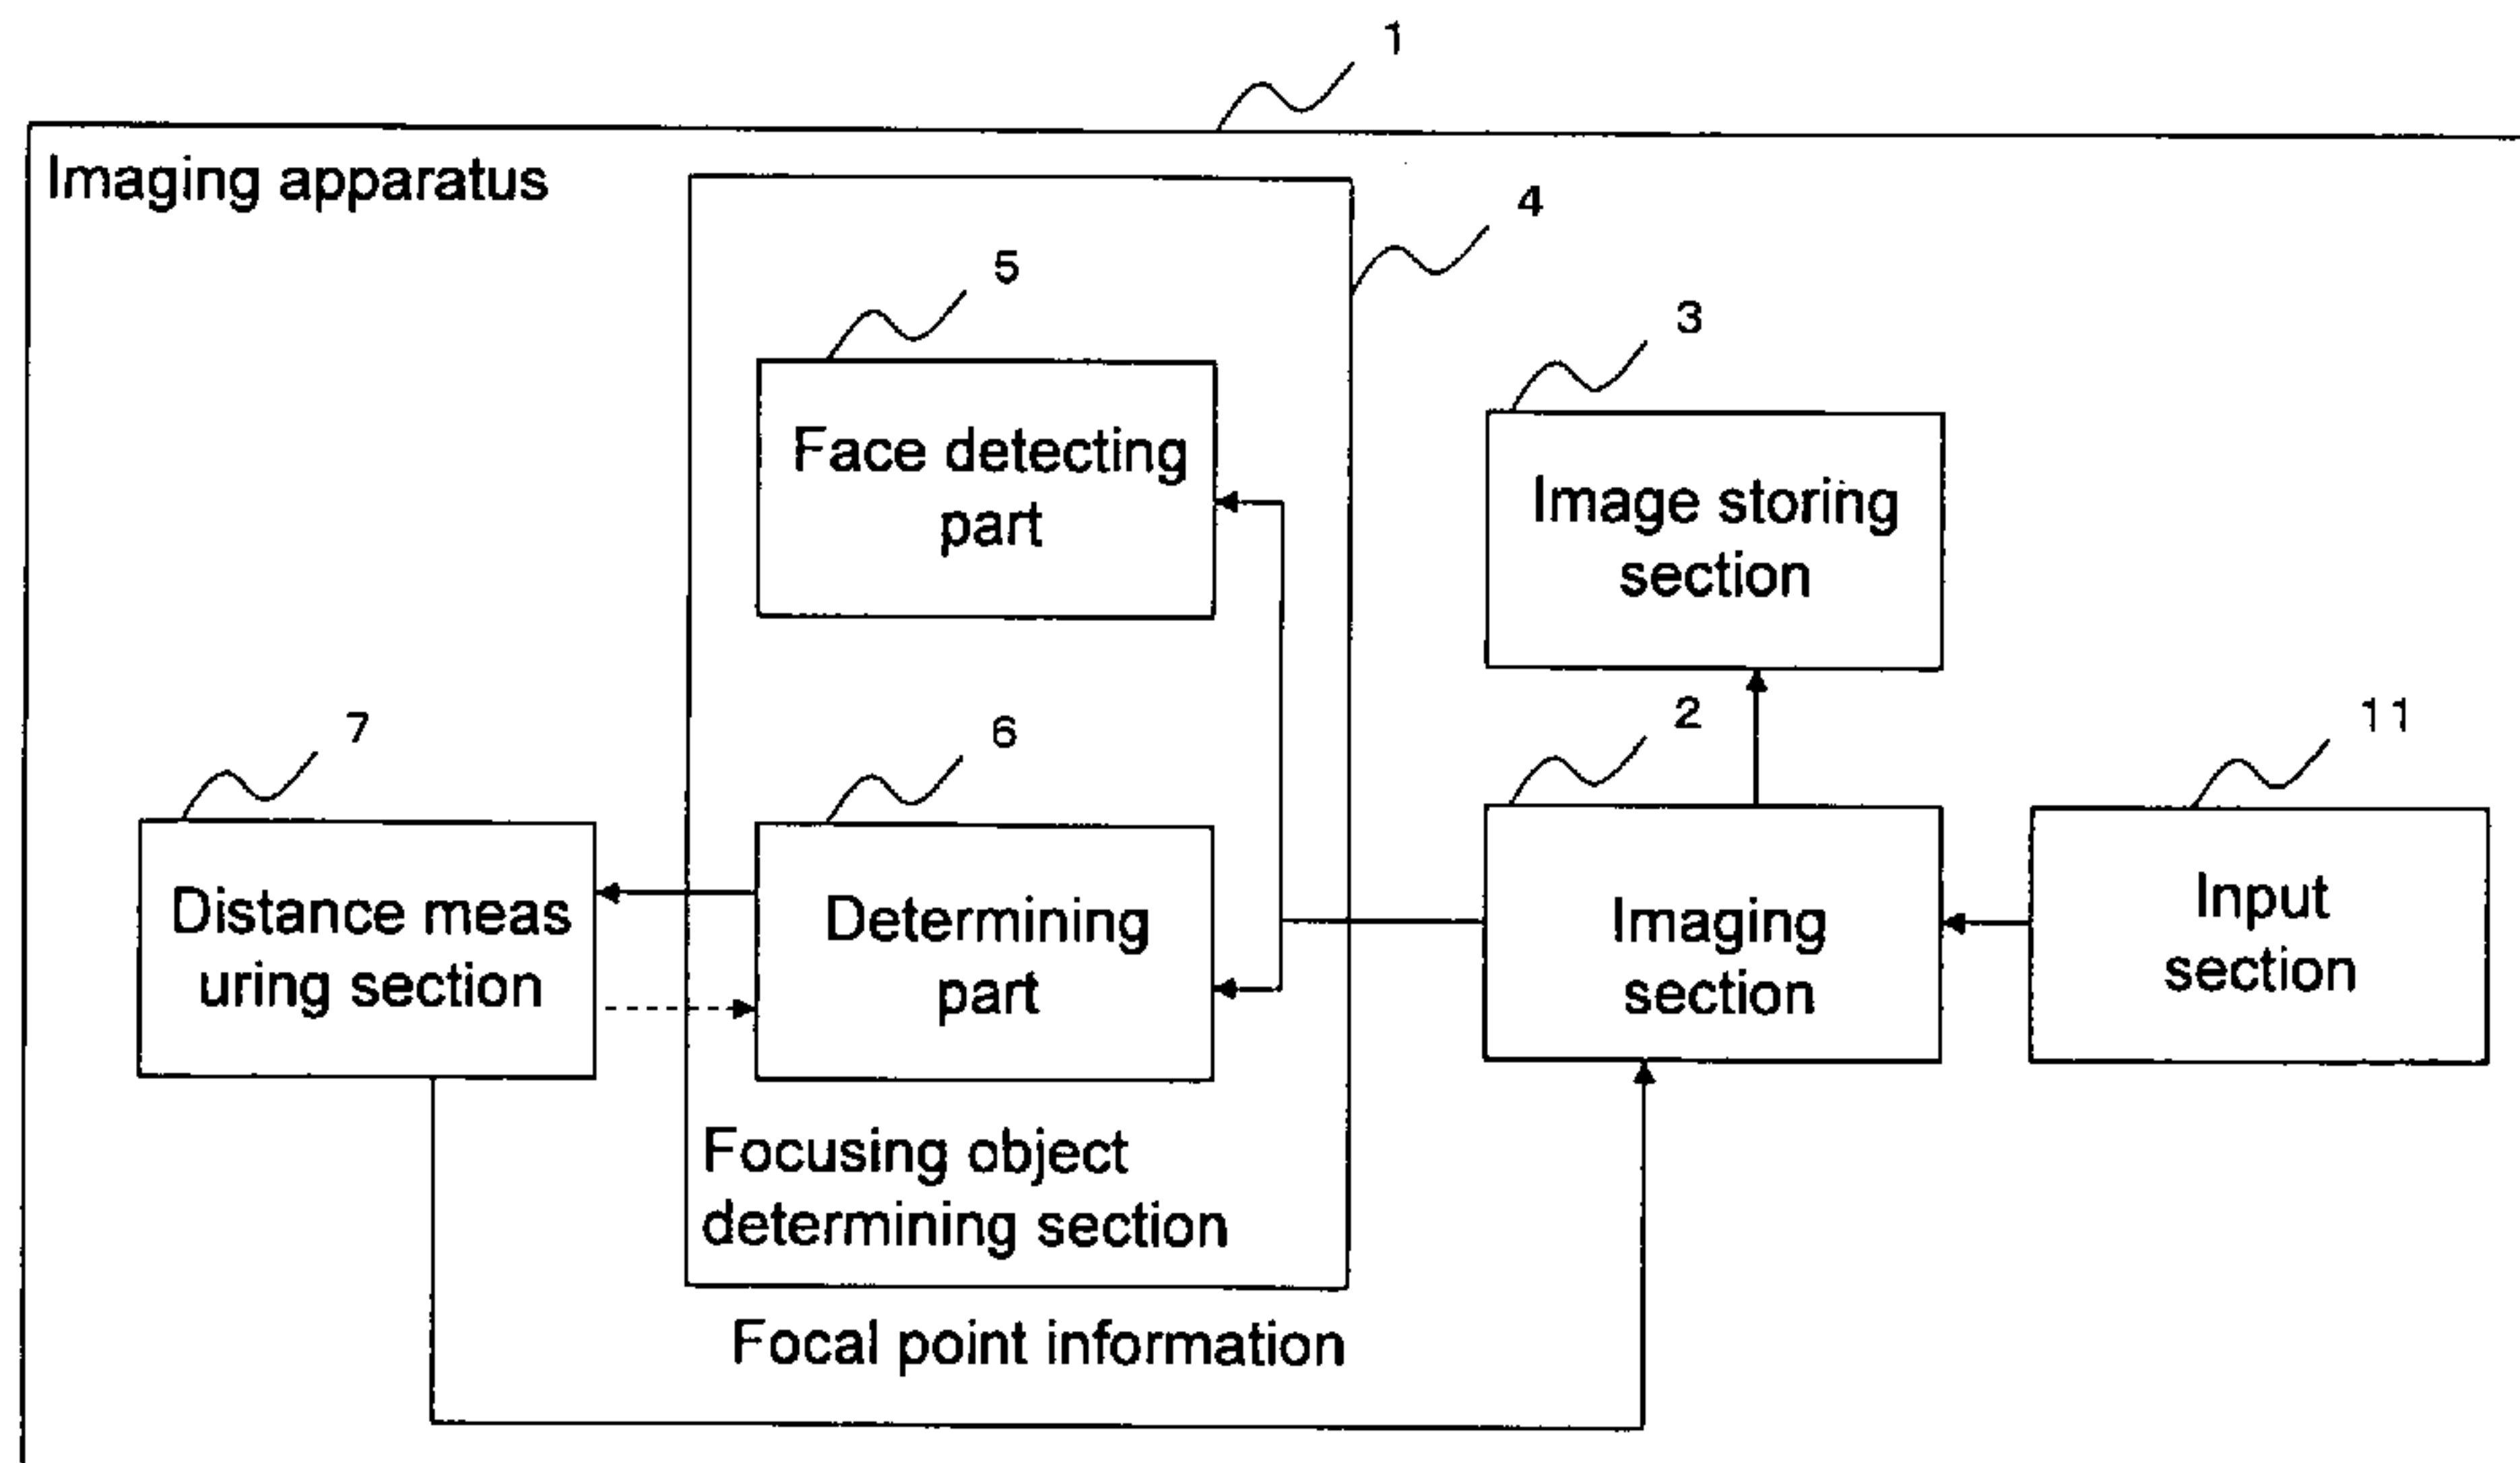 1
Imaging apparatus
4
5
3
Face detecting
part
Image storing
section
7
6
2
11
Distance meas
uring section
Determining
part
Imaging
section
Input
section
Focusing object
determining section
Focal point information